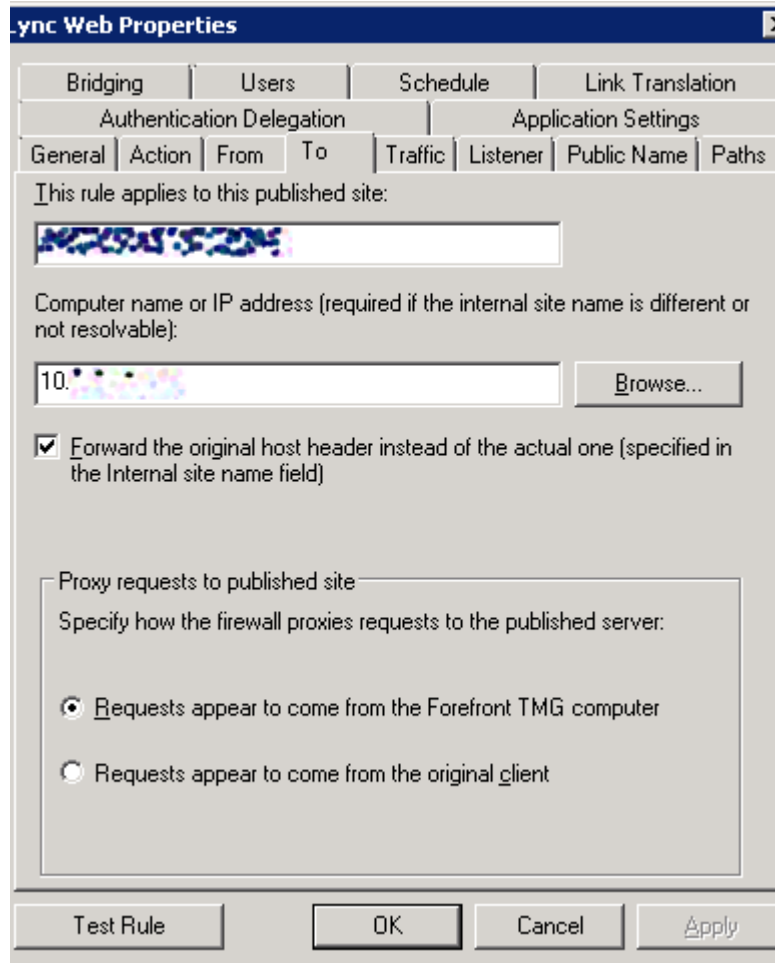 Lync Web Properties
Bridging Users Schedule Link Translation
Authentication Delegation Application Settings
General Action From To Traffic Listener Public Name Paths
This rule applies to this published site:
Computer name or IP address (required if the internal site name is different or
not resolvable):
10.
Browse...
Forward the original host header instead of the actual one (specified in
the Internal site name field)
Proxy requests to published site
Specify how the firewall proxies requests to the published server:
Requests appear to come from the Forefront TMG computer
Requests appear to come from the original client
Test Rule OK Cancel Apply